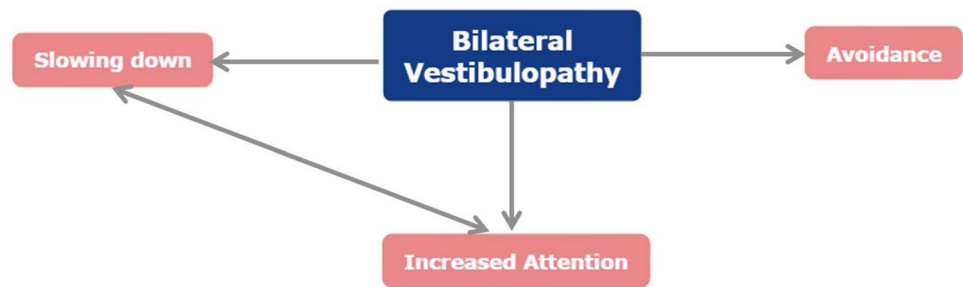 Bilateral
Vestibulopathy
Slowing down
Avoidance
Increased Attention